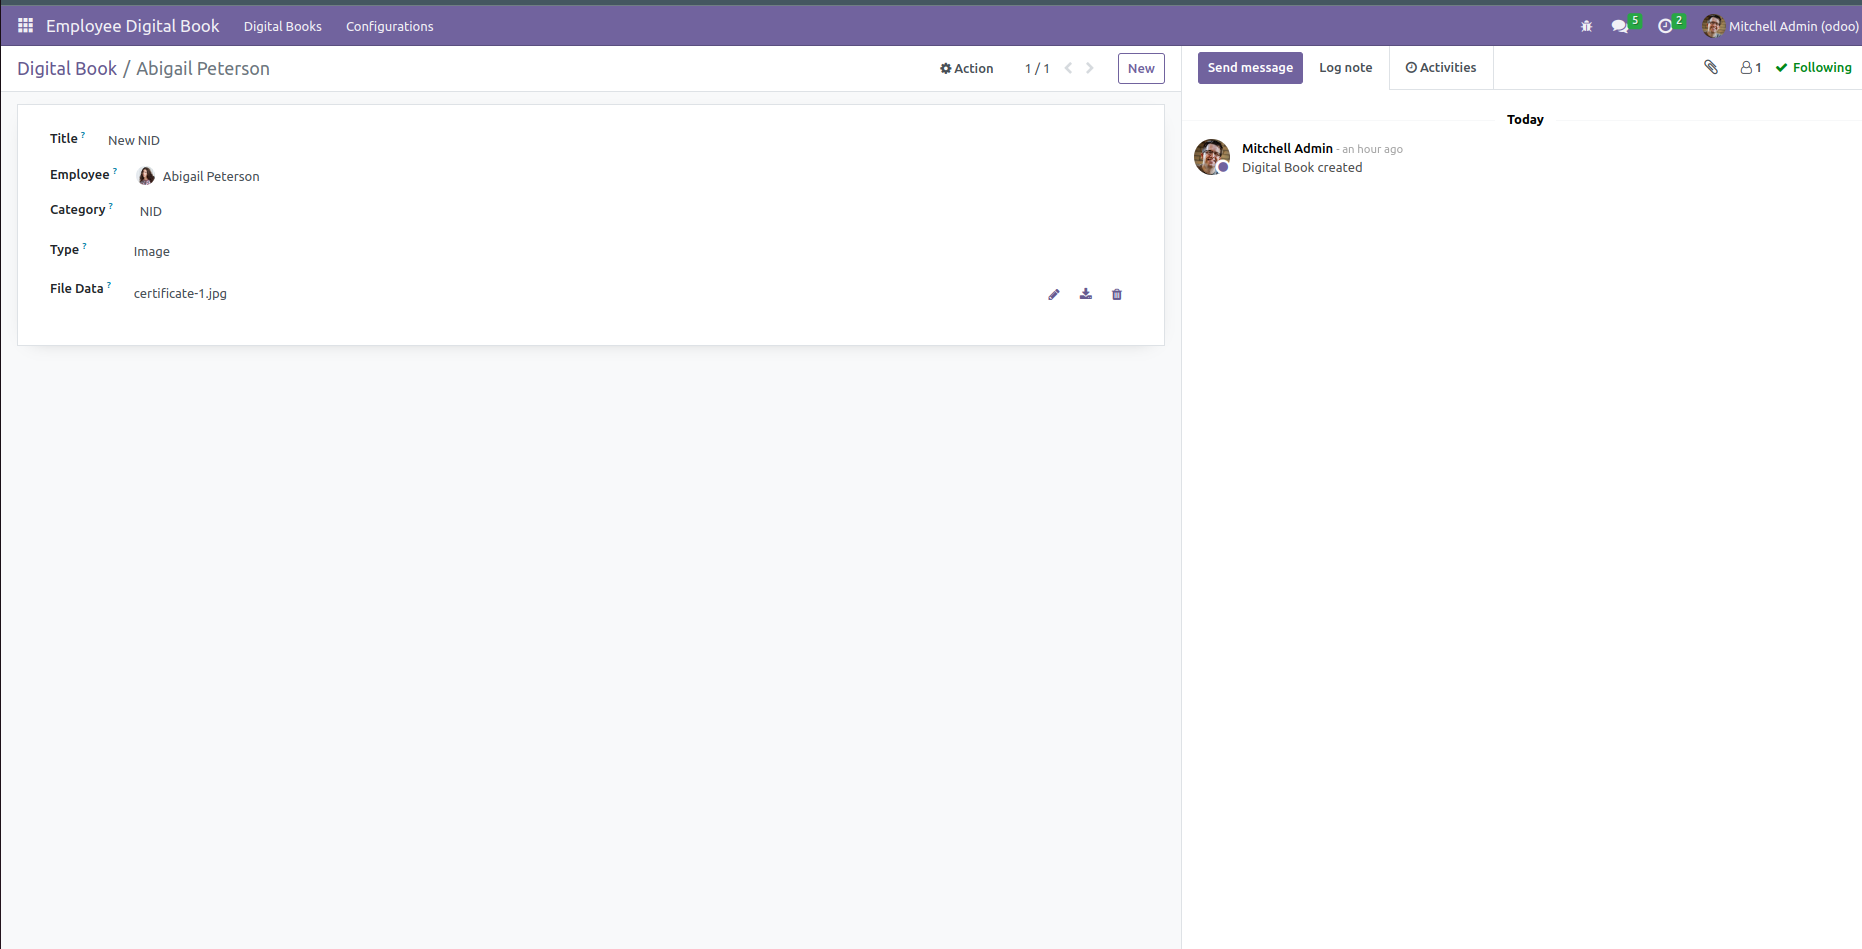 Employee Digital Book Digital Books Configurations 5 2 Mitchell Admin (odoo)
Digital Book / Abigail Peterson Action 1 / 1 New Send message Log note Activities 1 Following
Title ? New NID
Employee ? Abigail Peterson
Category ? NID
Type ? Image
File Data ? certificate-1.jpg
Today
Mitchell Admin - an hour ago
Digital Book created